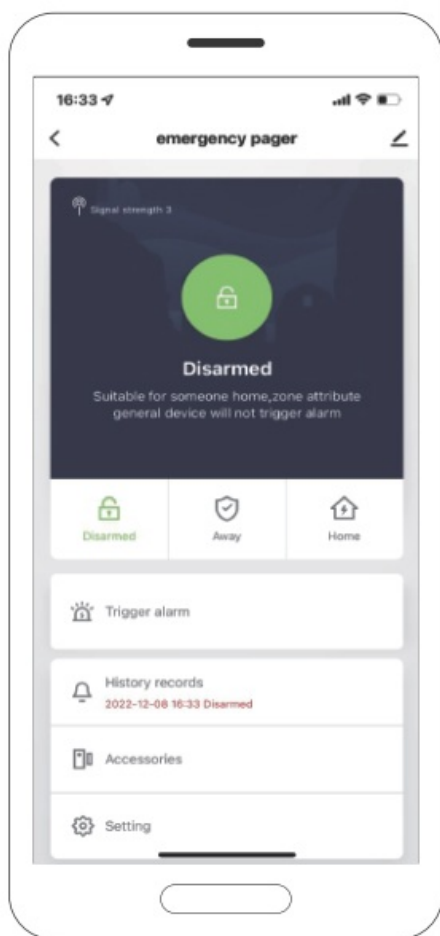 16:33
emergency pager
Signal strength 3
Disarmed
Suitable for someone home,zone attribute
general device will not trigger alarm
Disarmed Away Home
Trigger alarm
History records
2022-12-08 16:33 Disarmed
Accessories
Setting